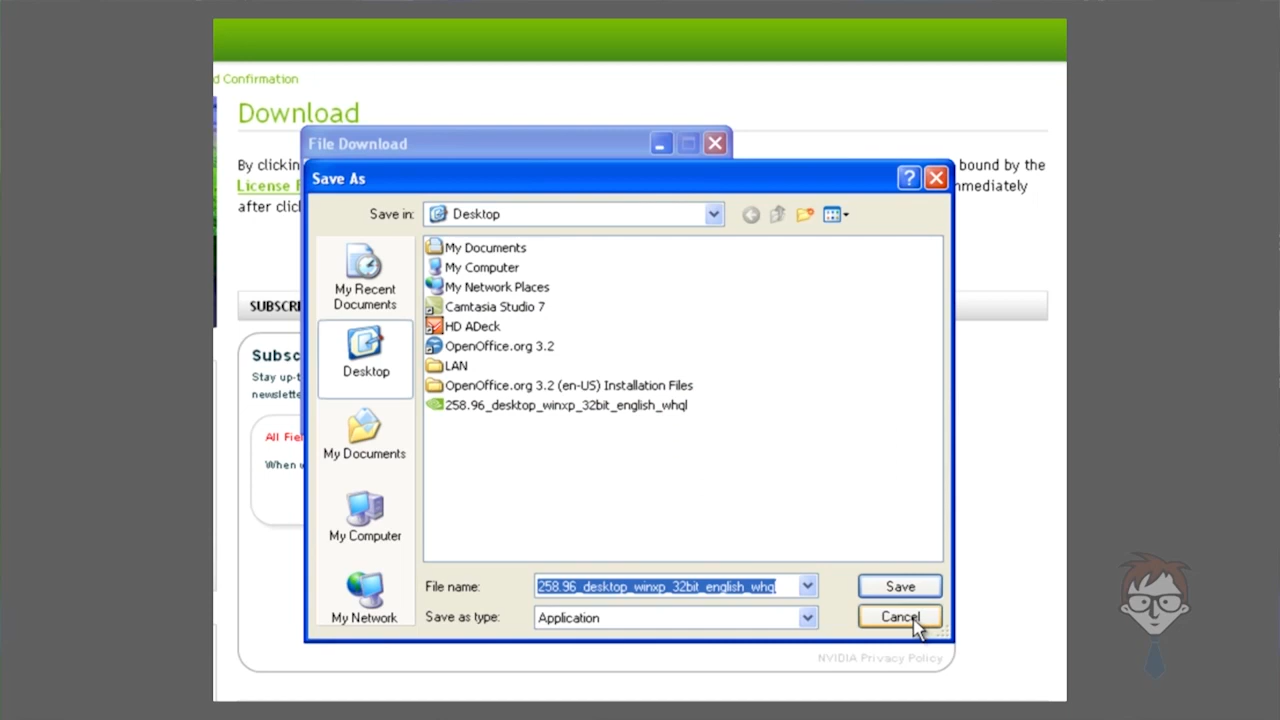 d Confirmation
Download
File Download
By clickin
bound by the
License
mmediately
after clic
Save As
Save in: Desktop
My Recent
Documents
Desktop
My Documents
My Computer
My Network
My Documents
My Computer
My Network Places
Camtasia Studio 7
HD ADeck
OpenOffice.org 3.2
LAN
OpenOffice.org 3.2 (en-US) Installation Files
258.96_desktop_winxp_32bit_english_whql
File name: 258.96_desktop_winxp_32bit_english_whql
Save
Save as type: Application
Cancel
SUBSCRI
Subsc
Stay up-t
newslette
All Fiel
When
NVIDIA Privacy Policy